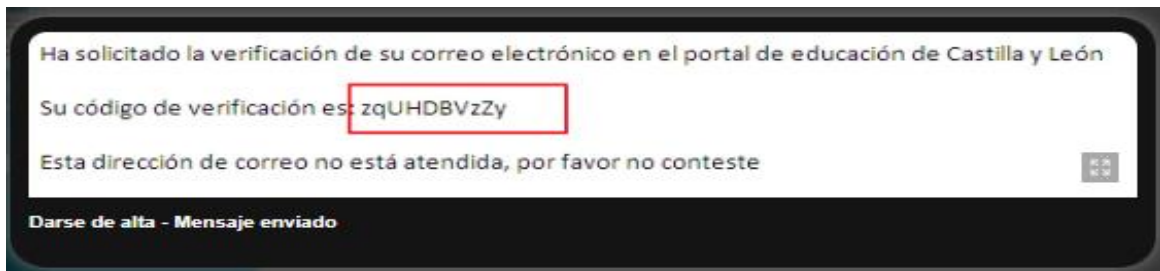 Ha solicitado la verificación de su correo electrónico en el portal de educación de Castilla y León
Su código de verificación es: zqUHDBVzZy
Esta dirección de correo no está atendida, por favor no conteste
Darse de alta - Mensaje enviado